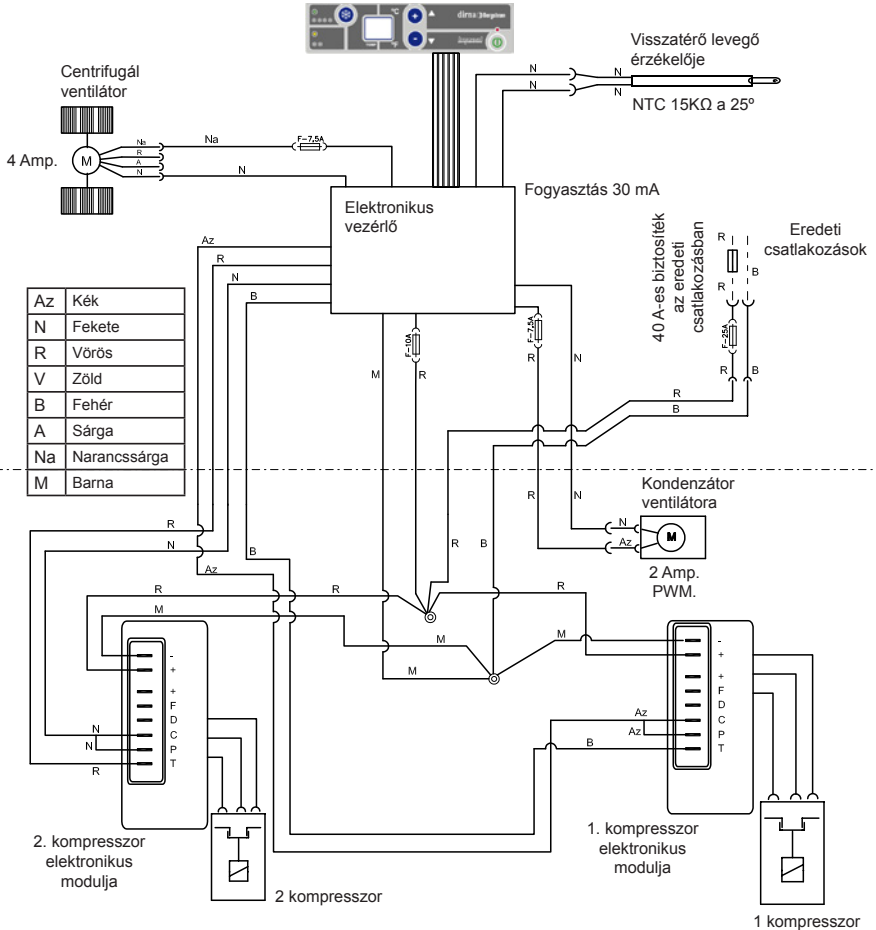 °C
°F
dirna
Bergstrom
Visszatérő levegő
érzékelője
NTC 15KΩ a 25º
N
N
N
N
Centrifugál
ventilátor
4 Amp.
M
Na
R
A
N
Na
N
F-7,5A
Elektronikus
vezérlő
Fogyasztás 30 mA
Eredeti
csatlakozások
40 A-es biztosíték
az eredeti
csatlakozásban
R
B
R
F-25A
R
B
Az
R
N
B
Az Kék
N Fekete
R Vörös
V Zöld
B Fehér
A Sárga
Na Narancssárga
M Barna
F-10A
F-7,5A
M
R
R
N
R
B
R
N
Kondenzátor
ventilátora
N
Az
M
2 Amp.
PWM.
R
N
B
Az
R
B
R
R
R
M
M
M
M
-
+
+
F
D
C
P
T
N
N
R
2. kompresszor
elektronikus
modulja
2 kompresszor
-
+
+
F
D
C
P
T
Az
Az
B
1. kompresszor
elektronikus
modulja
1 kompresszor